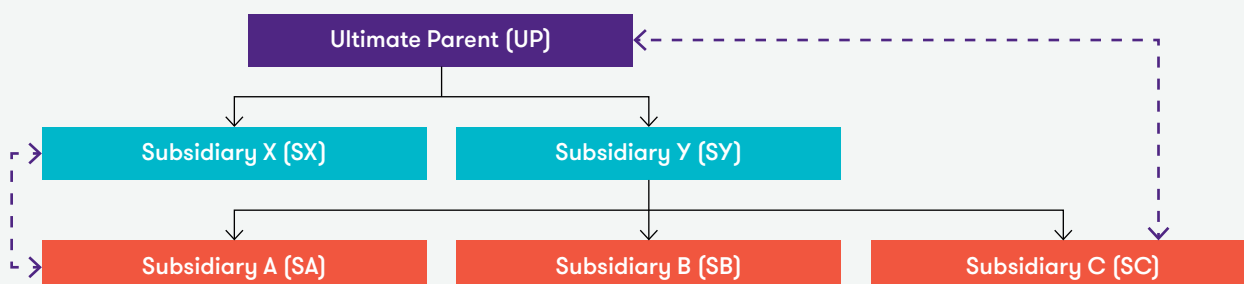 Ultimate Parent (UP)
Subsidiary X (SX)
Subsidiary Y (SY)
Subsidiary A (SA)
Subsidiary B (SB)
Subsidiary C (SC)